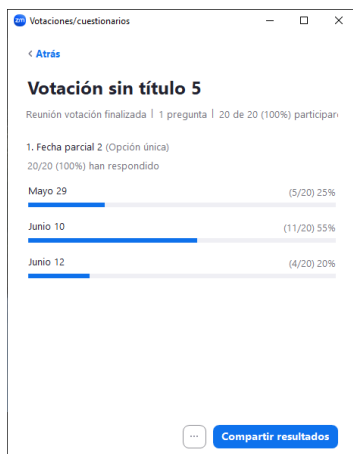 zm Votaciones/cuestionarios
< Atrás
Votación sin título 5
Reunión votación finalizada | 1 pregunta | 20 de 20 (100%) participaro
1. Fecha parcial 2 (Opción única)
20/20 (100%) han respondido
Mayo 29 (5/20) 25%
Junio 10 (11/20) 55%
Junio 12 (4/20) 20%
... Compartir resultados